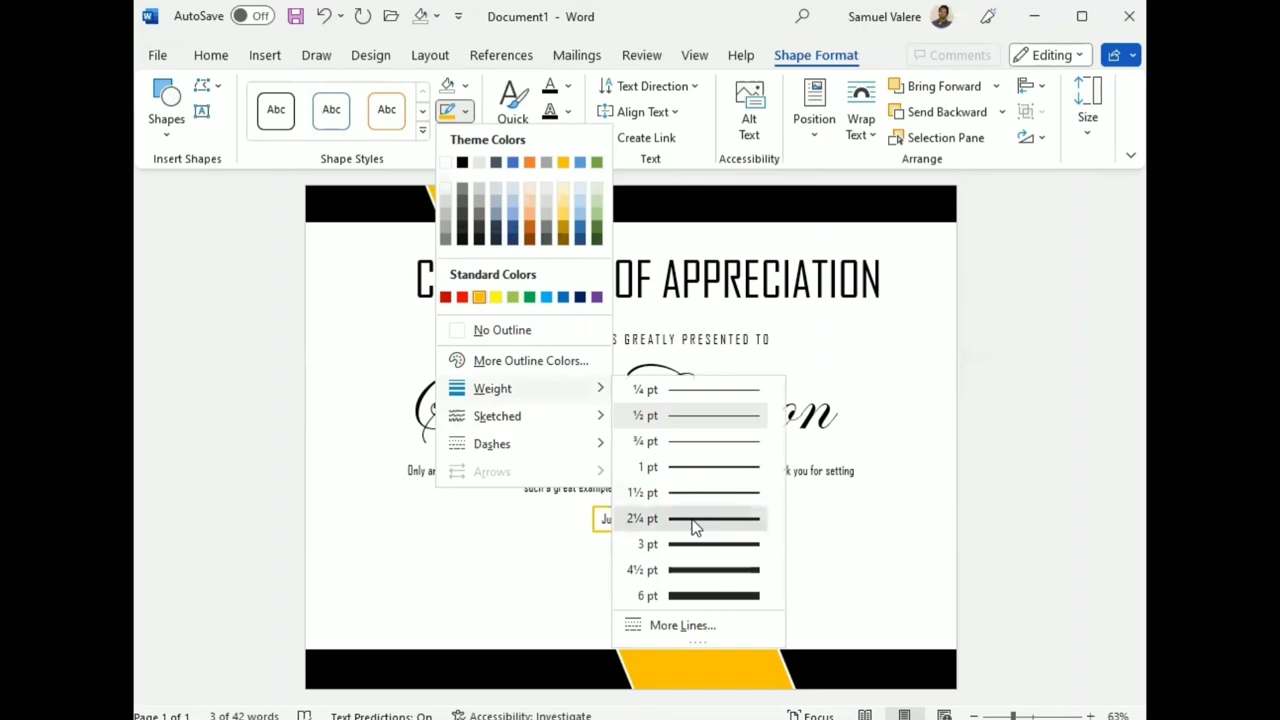 AutoSave Off Document1 - Word Samuel Valere
File Home Insert Draw Design Layout References Mailings Review View Help Shape Format Comments Editing
Shapes Abc Abc Abc Quick Text Direction Align Text Create Link Alt Text Position Wrap Text Bring Forward Send Backward Selection Pane Size
Insert Shapes Shape Styles Text Accessibility Arrange
Theme Colors
Standard Colors
No Outline
More Outline Colors...
Weight
Sketched
Dashes
Arrows
¼ pt
½ pt
¾ pt
1 pt
1½ pt
2¼ pt
3 pt
4½ pt
6 pt
More Lines...
OF APPRECIATION
GREATLY PRESENTED TO
on
Only k you for setting
such a great example
Page 1 of 1 3 of 42 words Text Predictions: On Accessibility: Investigate Focus 63%